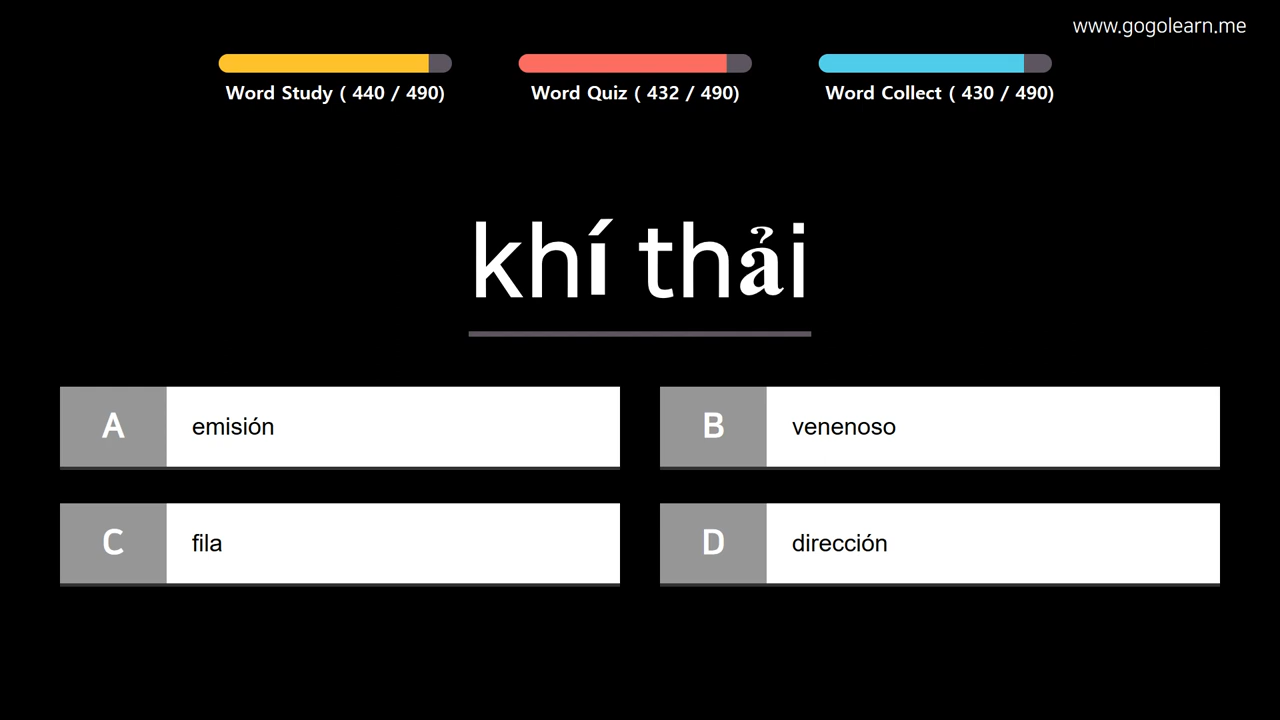 www.gogolearn.me
Word Study ( 440 / 490)
Word Quiz ( 432 / 490)
Word Collect ( 430 / 490)
khí thải
A
emisión
B
venenoso
C
fila
D
dirección